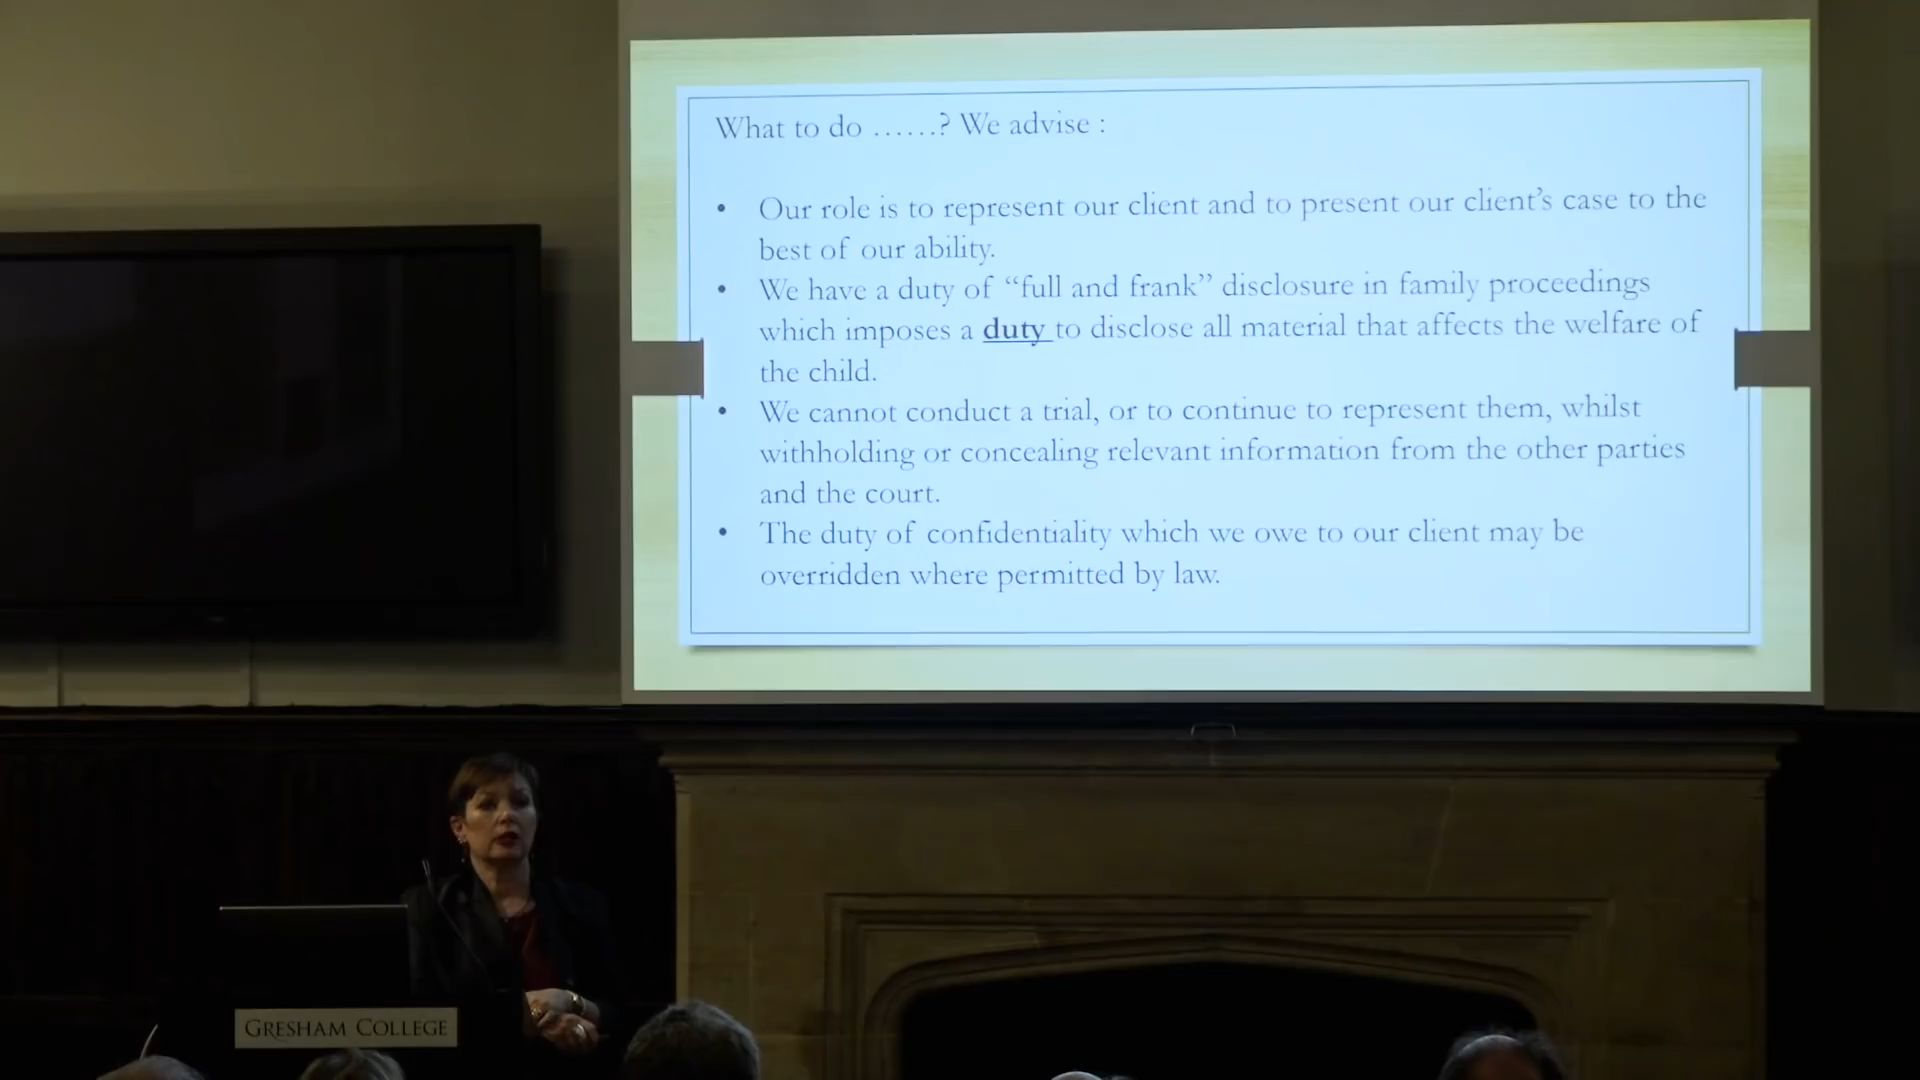 What to do ......? We advise :
• Our role is to represent our client and to present our client’s case to the
best of our ability.
• We have a duty of “full and frank” disclosure in family proceedings
which imposes a duty to disclose all material that affects the welfare of
the child.
• We cannot conduct a trial, or to continue to represent them, whilst
withholding or concealing relevant information from the other parties
and the court.
• The duty of confidentiality which we owe to our client may be
overridden where permitted by law.
GRESHAM COLLEGE